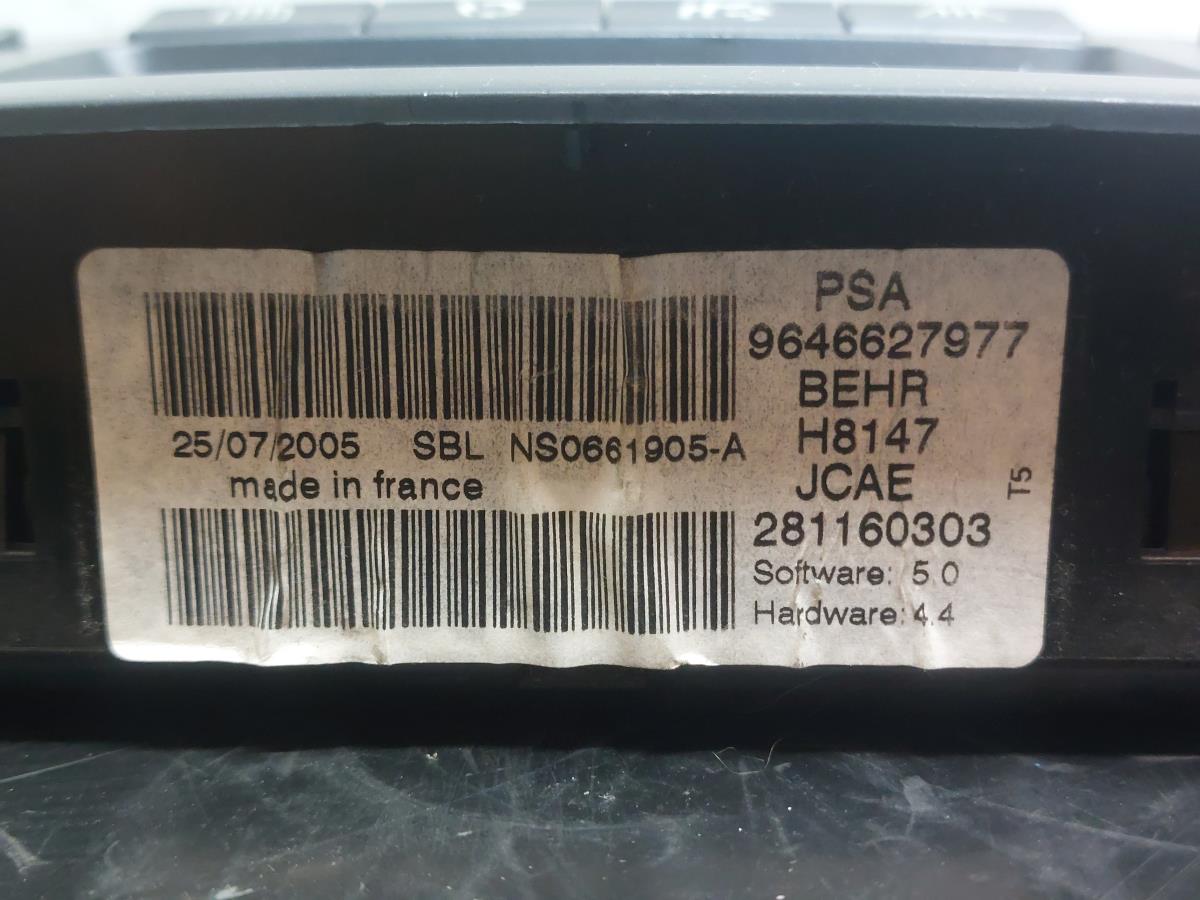 25/07/2005 SBL NS0661905-A
made in france
PSA
9646627977
BEHR
H8147
JCAE
281160303
Software: 5.0
Hardware: 4.4
T5